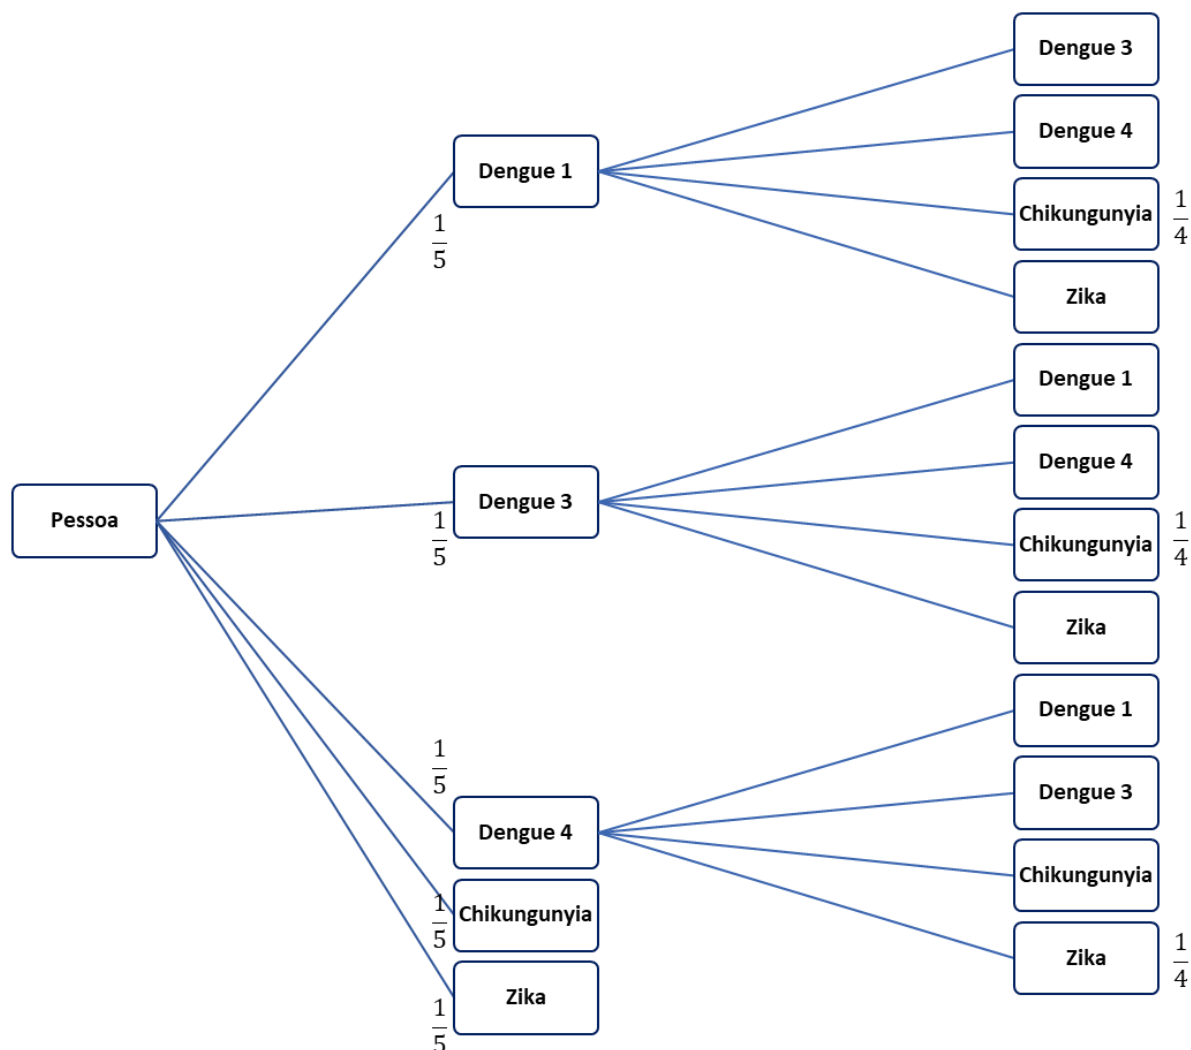 Dengue 3
Dengue 4
Dengue 1
Chikungunyia 1/4
1/5
Zika
Dengue 1
Dengue 4
Pessoa
Dengue 3
1/5
Chikungunyia 1/4
Zika
Dengue 1
1/5
Dengue 3
Dengue 4
Chikungunyia
1/5 Chikungunyia
Zika 1/4
Zika
1/5